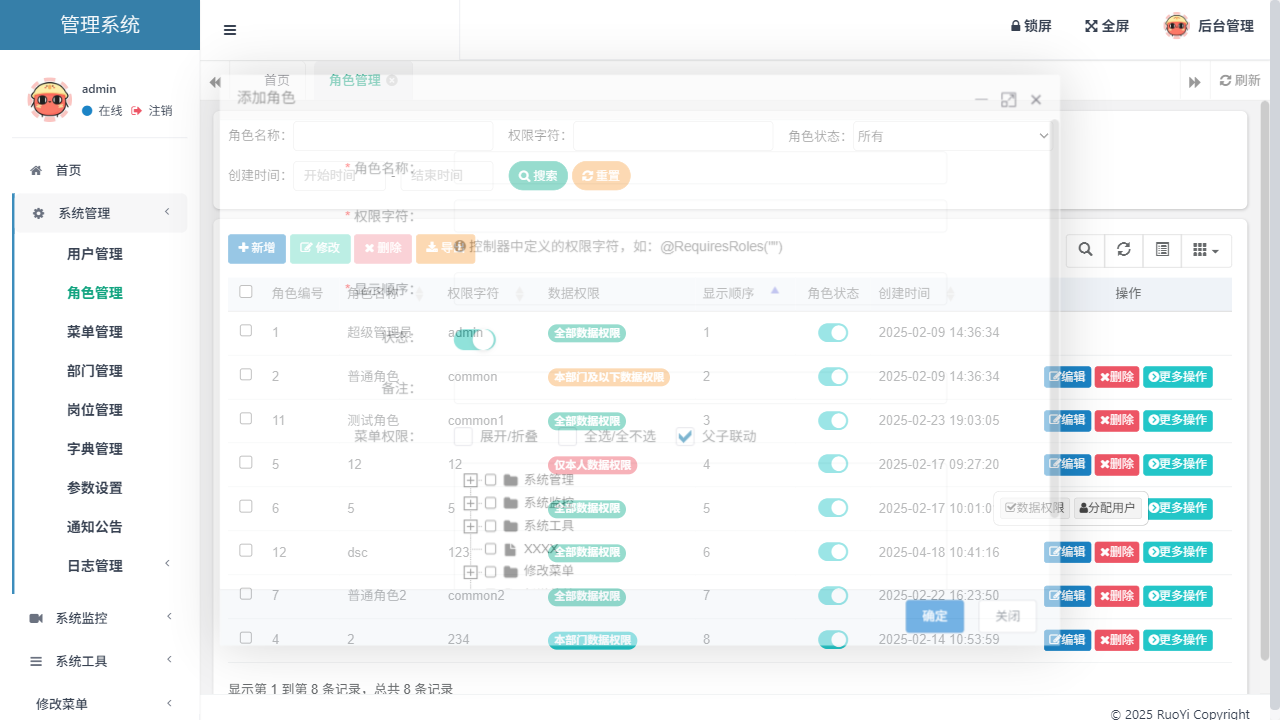 管理系统
锁屏 全屏 后台管理
admin
在线 注销
首页 角色管理 刷新
添加角色
角色名称： 权限字符： 角色状态： 所有
创建时间： 开始时间 - 结束时间 搜索 重置
* 角色名称：
* 权限字符：
控制器中定义的权限字符，如：@RequiresRoles("")
* 显示顺序：
状态：
备注：
菜单权限： 展开/折叠 全选/全不选 父子联动
系统管理
系统监控
系统工具
XXXX
修改菜单
确定 关闭
首页
系统管理
用户管理
角色管理
菜单管理
部门管理
岗位管理
字典管理
参数设置
通知公告
日志管理
系统监控
系统工具
修改菜单
新增 修改 删除
角色编号 角色名称 权限字符 数据权限 显示顺序 角色状态 创建时间 操作
1 超级管理员 admin 全部数据权限 1 2025-02-09 14:36:34
2 普通角色 common 本部门及以下数据权限 2 2025-02-09 14:36:34 编辑 删除 更多操作
11 测试角色 common1 全部数据权限 3 2025-02-23 19:03:05 编辑 删除 更多操作
5 12 12 仅本人数据权限 4 2025-02-17 09:27:20 编辑 删除 更多操作
6 5 全部数据权限 5 2025-02-17 10:01:0 数据权限 分配用户 更多操作
12 dsc 123 全部数据权限 6 2025-04-18 10:41:16 编辑 删除 更多操作
7 普通角色2 common2 全部数据权限 7 2025-02-22 16:23:50 编辑 删除 更多操作
4 2 234 本部门数据权限 8 2025-02-14 10:53:59 编辑 删除 更多操作
显示第 1 到第 8 条记录，总共 8 条记录
© 2025 RuoYi Copyright